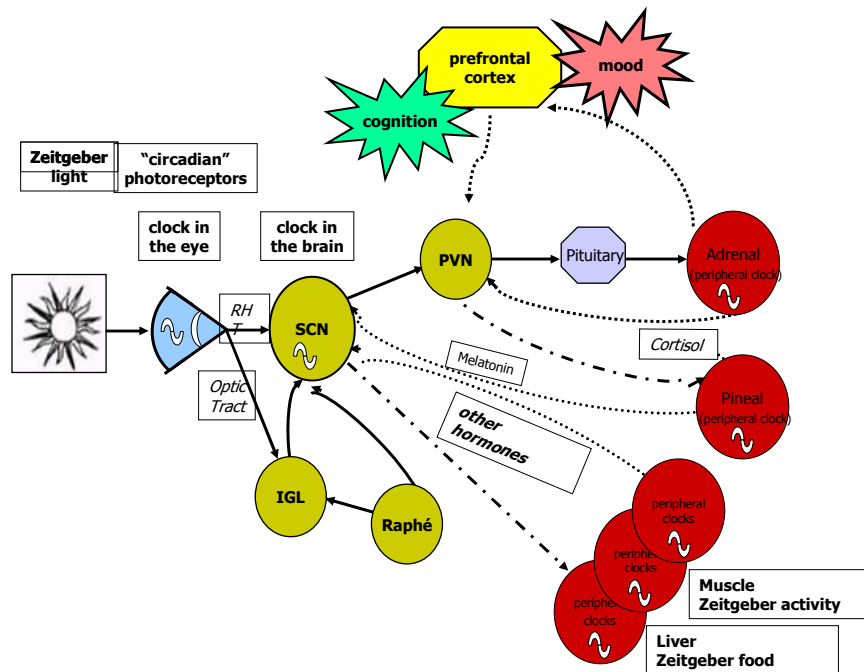 prefrontal
cortex
mood
cognition
Zeitgeber
light
“circadian”
photoreceptors
clock in
the eye
clock in
the brain
PVN
Pituitary
Adrenal
(peripheral clock)
RH
T
SCN
Optic
Tract
Melatonin
Cortisol
Pineal
(peripheral clock)
other
hormones
IGL
Raphé
peripheral
clocks
peripheral
clocks
peripheral
clocks
Muscle
Zeitgeber activity
Liver
Zeitgeber food